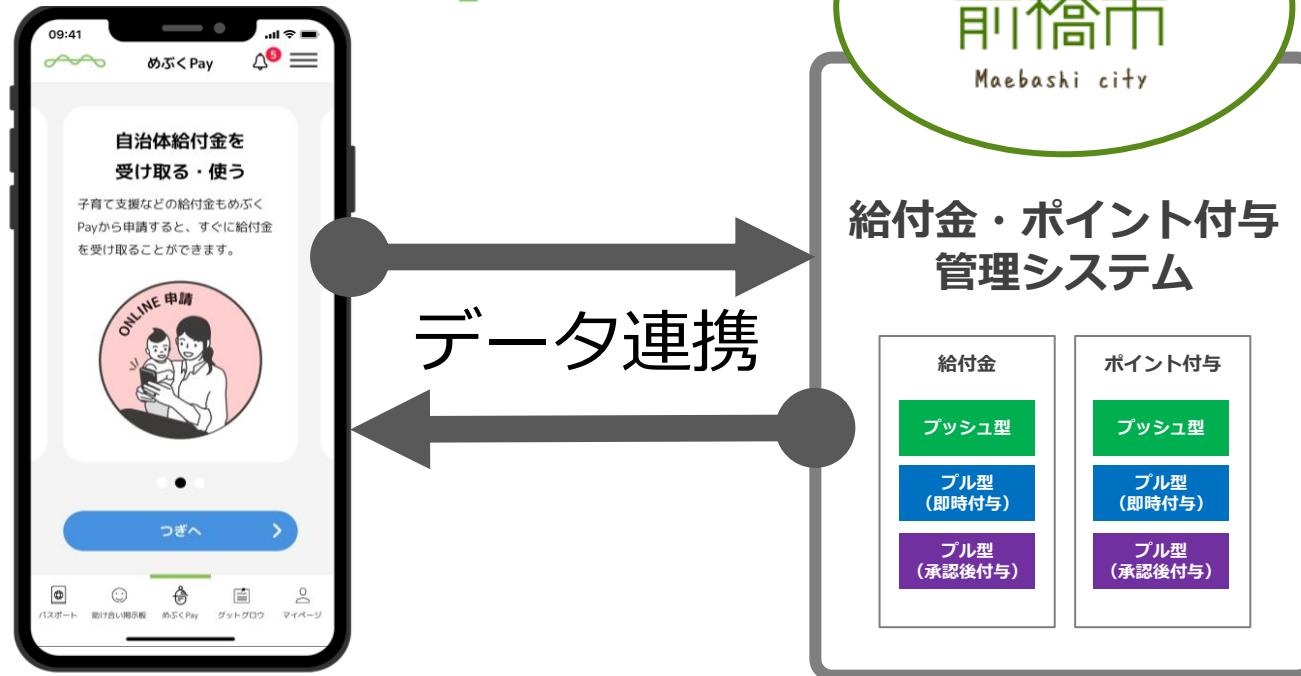 09:41
めぶくPay
5
自治体給付金を
受け取る・使う
子育て支援などの給付金もめぶく
Payから申請すると、すぐに給付金
を受け取ることができます。
ONLINE 申請
つぎへ
パスポート
助け合い掲示板
めぶくPay
グットグロウ
マイページ
データ連携
前橋市
Maebashi city
給付金・ポイント付与
管理システム
給付金
プッシュ型
プル型
（即時付与）
プル型
（承認後付与）
ポイント付与
プッシュ型
プル型
（即時付与）
プル型
（承認後付与）